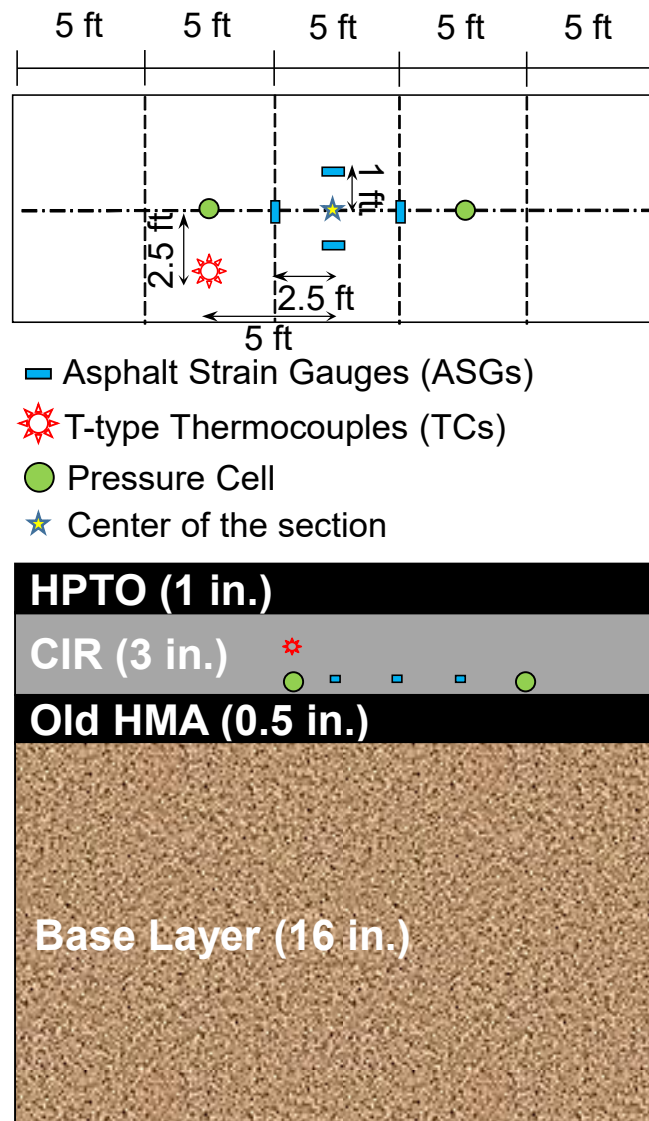 5 ft 5 ft 5 ft 5 ft 5 ft
1 ft.
2.5 ft
2.5 ft
5 ft
Asphalt Strain Gauges (ASGs)
T-type Thermocouples (TCs)
Pressure Cell
Center of the section
HPTO (1 in.)
CIR (3 in.)
Old HMA (0.5 in.)
Base Layer (16 in.)